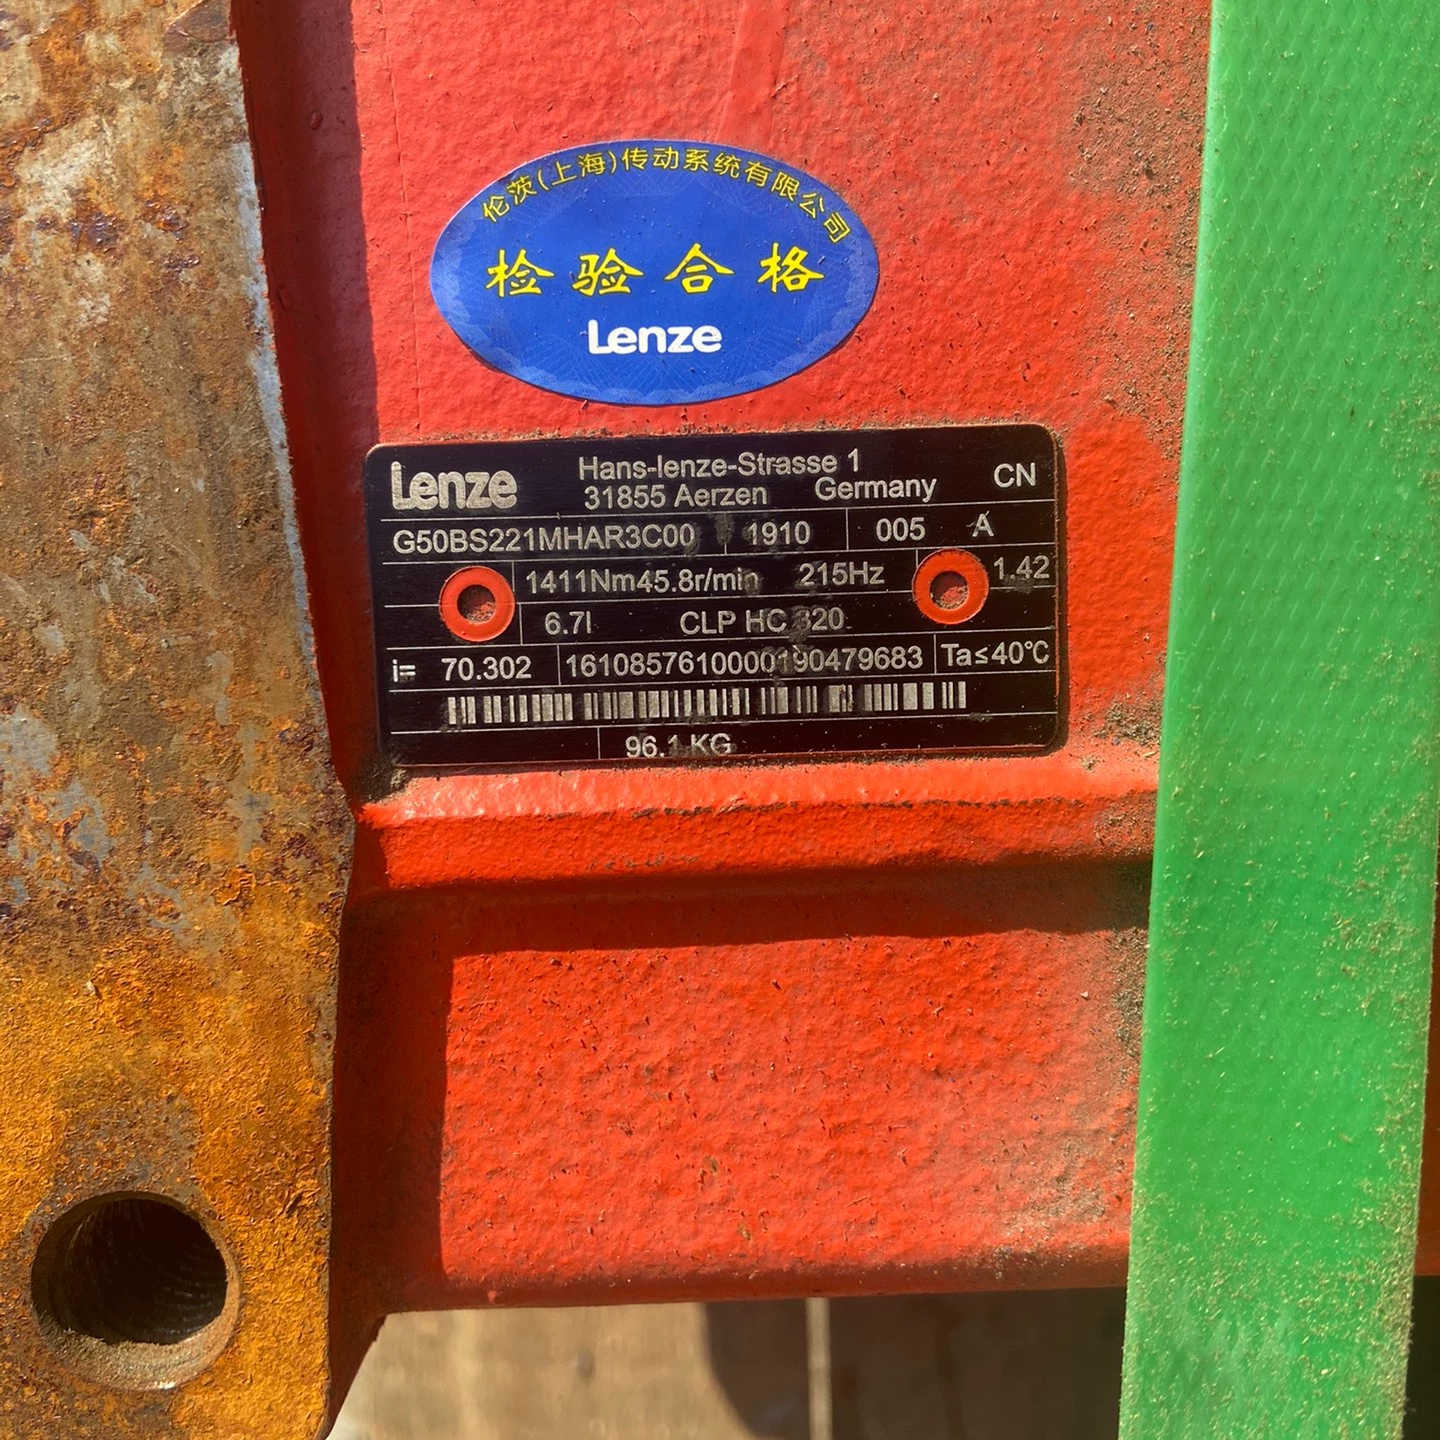 伦茨(上海)传动系统有限公司
检验合格
Lenze
Lenze Hans-lenze-Strasse 1 CN
31855 Aerzen Germany
G50BS221MHAR3C00 1910 005 A
1411Nm45.8r/min 215Hz 1.42
6.7l CLP HC 320
i= 70.302 1610857610000190479683 Ta≤40℃
96.1 KG